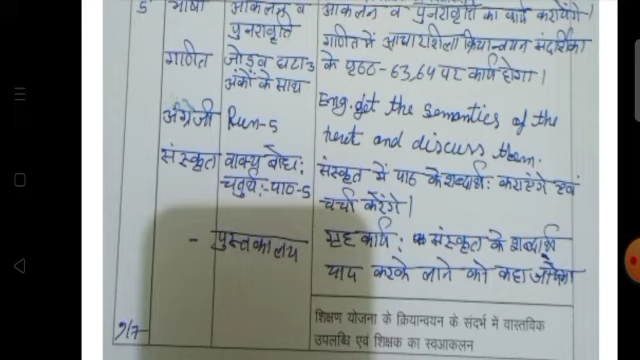 5 भाषा आकलन व आकलन व पुनरावृत्ति का कार्य करायेंगे।
पुनरावृत्ति
गणित में आधारशिला क्रियान्वयन संदर्शिका
गणित जोड़ व घटा-3 के पृष्ठ-63,64 पर कार्य होगा।
अंकों के साथ
Eng. get the semantics of the
अंग्रेजी Run-5
text and discuss them.
संस्कृत वाक्य बोधः संस्कृत में पाठ के शब्दार्थः कराएंगे एवं
चतुर्थः-पाठ-5 चर्चा करेंगे।
- पुस्तकालय गृह कार्य: संस्कृत के शब्दार्थ
याद करके लाने को कहा जायेगा
शिक्षण योजना के क्रियान्वयन के संदर्भ में वास्तविक
9/7 उपलब्धि एवं शिक्षक का स्वआकलन